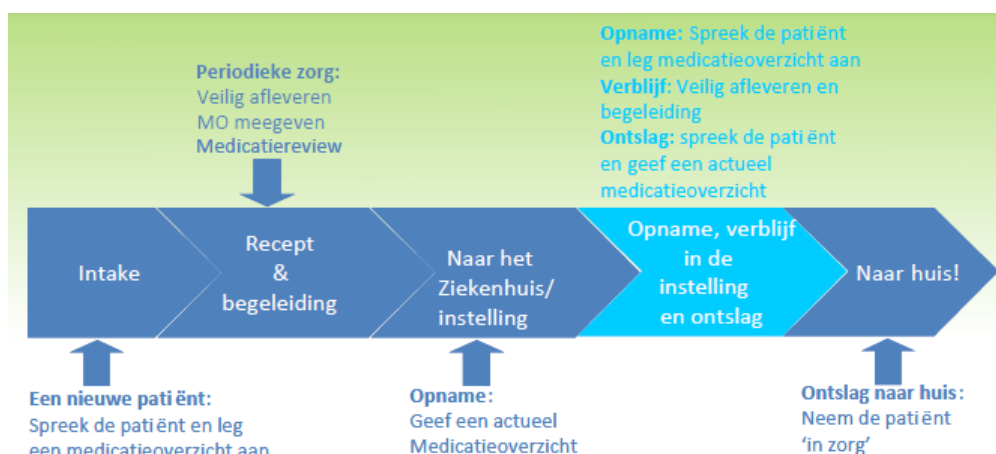 Opname: Spreek de patiënt
en leg medicatieoverzicht aan
Verblijf: Veilig afleveren en
begeleiding
Ontslag: spreek de patiënt
en geef een actueel
medicatieoverzicht
Periodieke zorg:
Veilig afleveren
MO meegeven
Medicatiereview
Intake
Recept
&
begeleiding
Naar het
Ziekenhuis/
instelling
Opname, verblijf
in de
instelling
en ontslag
Naar huis!
Een nieuwe patiënt:
Spreek de patiënt en leg
een medicatieoverzicht aan
Opname:
Geef een actueel
Medicatieoverzicht
Ontslag naar huis:
Neem de patiënt
‘in zorg’